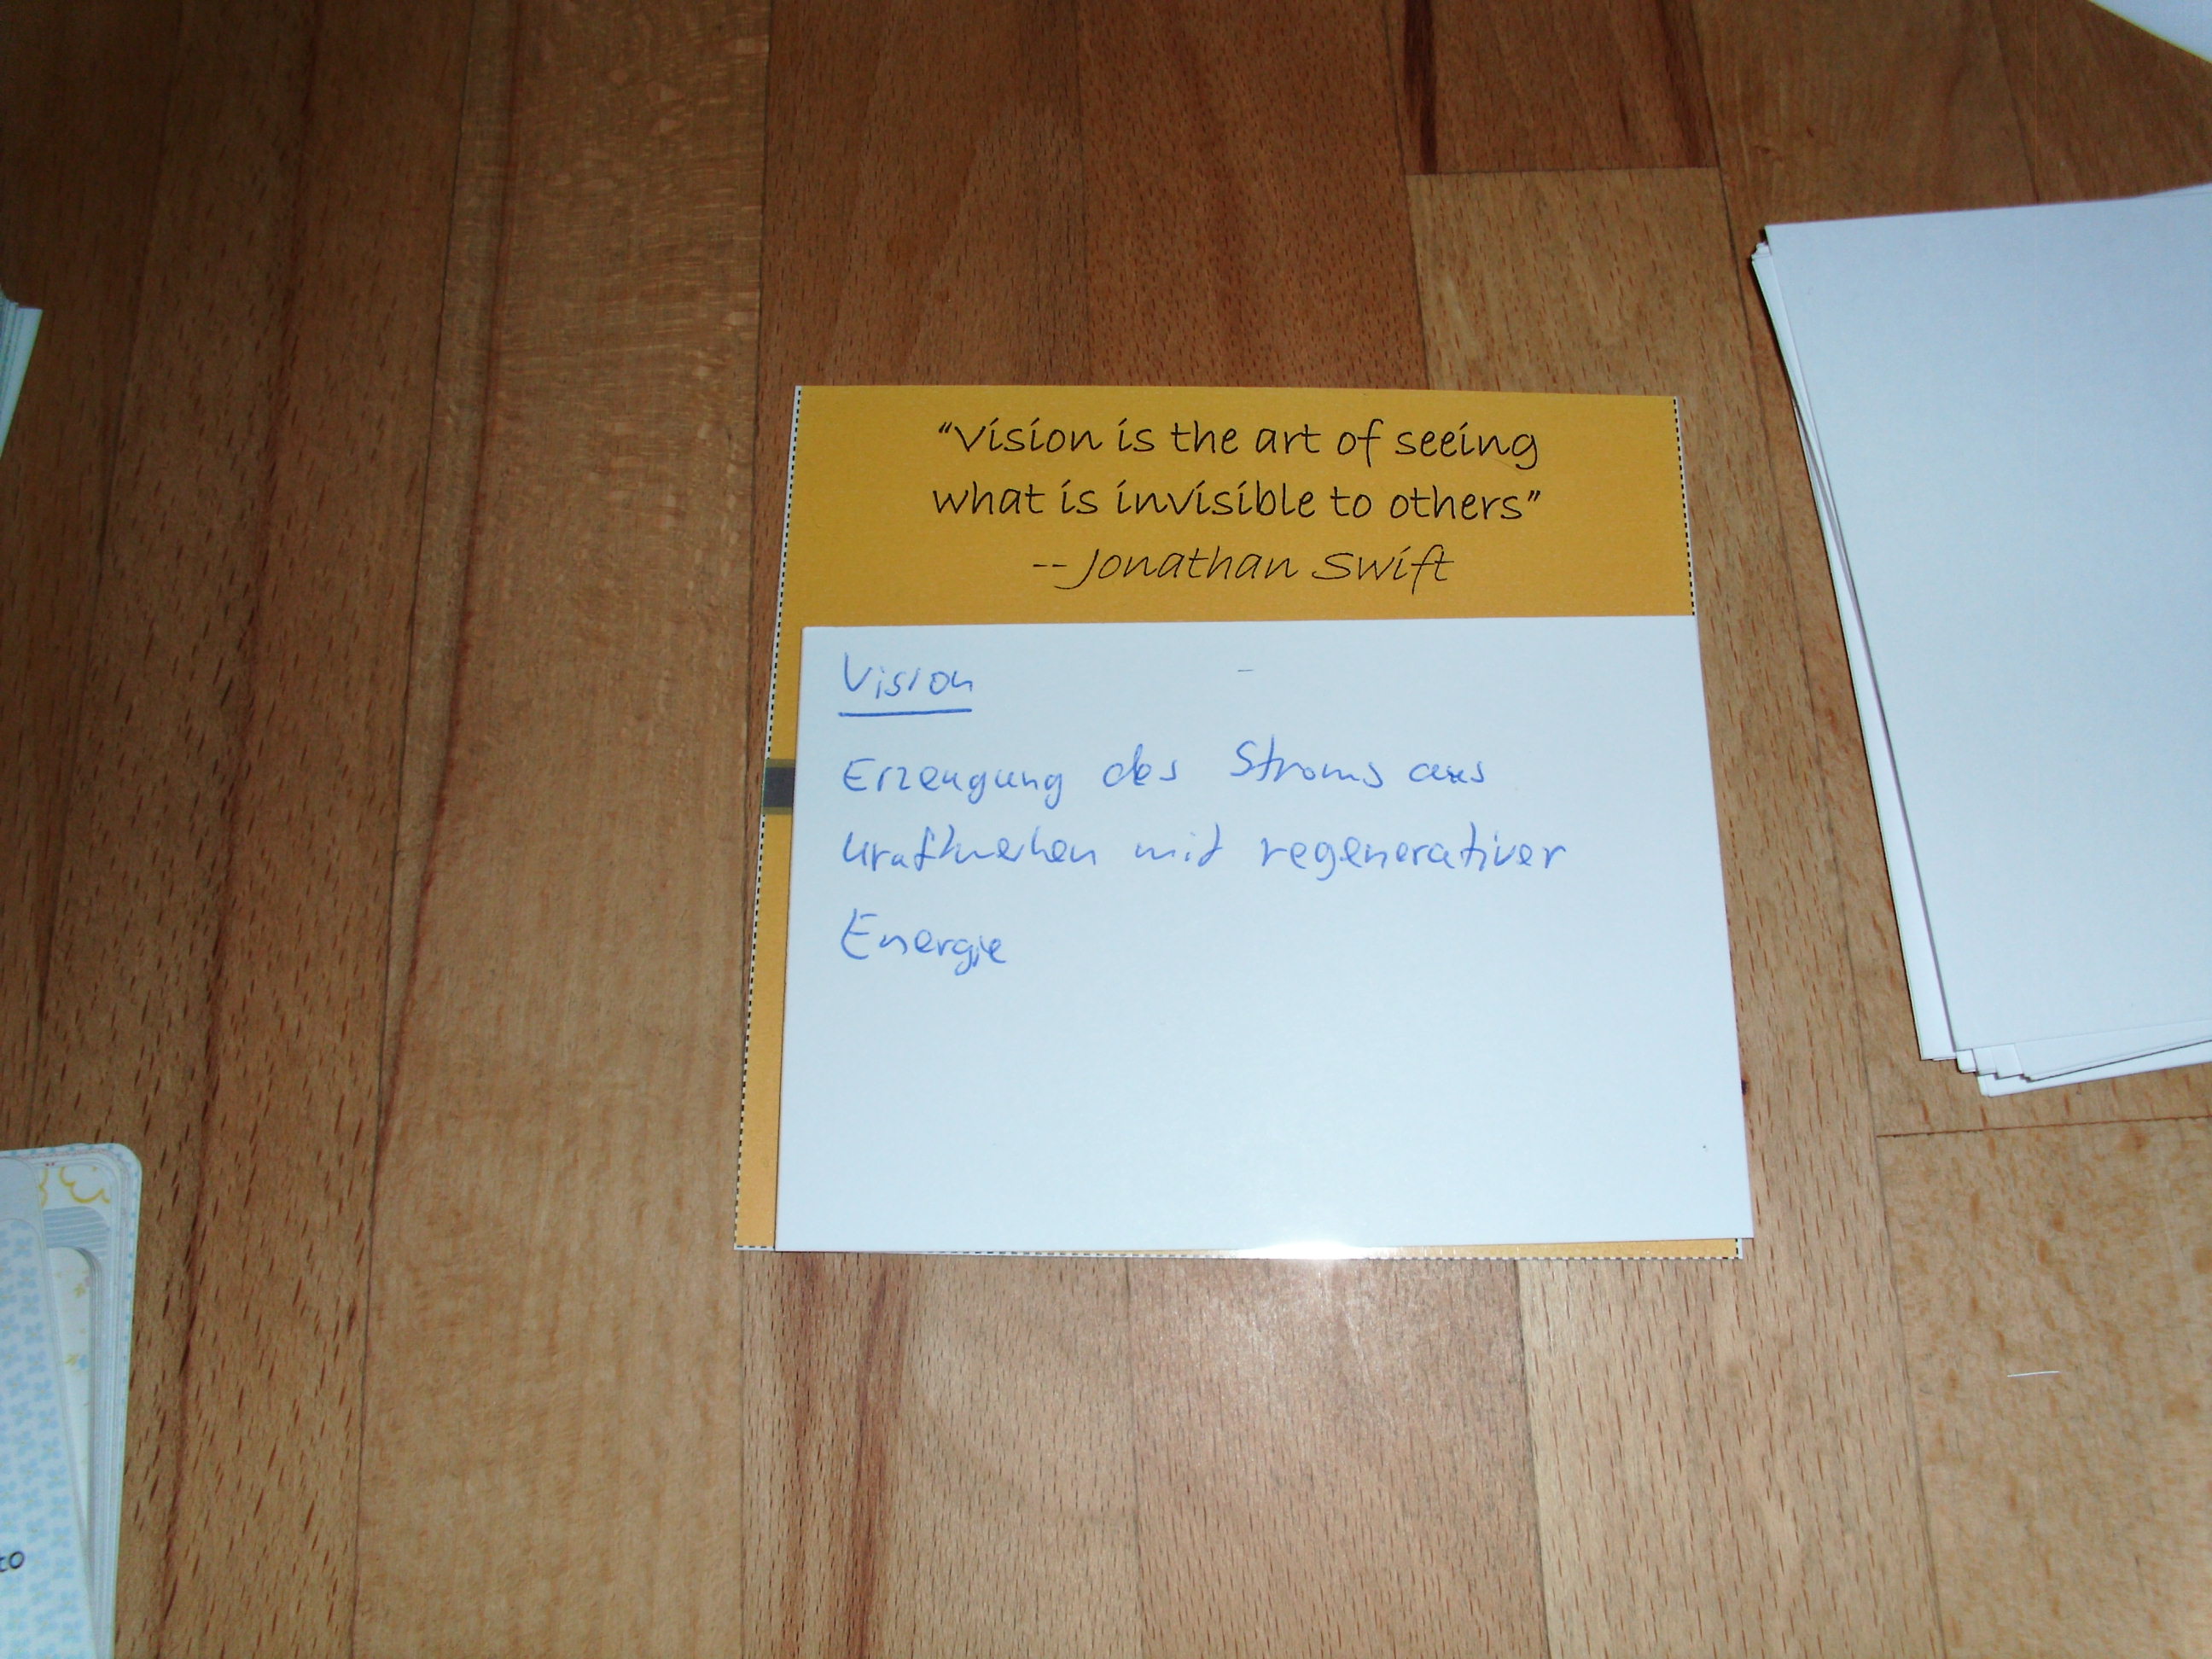 “Vision is the art of seeing
what is invisible to others”
-- Jonathan Swift
Vision
Erzeugung des Stroms aus
Kraftwerken mit regenerativer
Energie
to